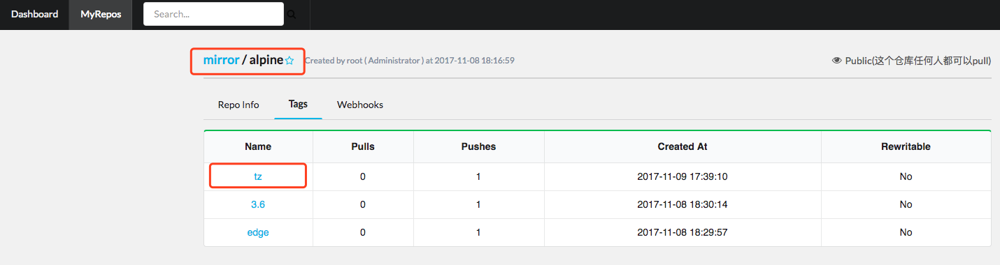 Dashboard MyRepos Search...
mirror / alpine Created by root ( Administrator ) at 2017-11-08 18:16:59 Public(这个仓库任何人都可以pull)
Repo Info Tags Webhooks
Name Pulls Pushes Created At Rewritable
tz 0 1 2017-11-09 17:39:10 No
3.6 0 1 2017-11-08 18:30:14 No
edge 0 1 2017-11-08 18:29:57 No